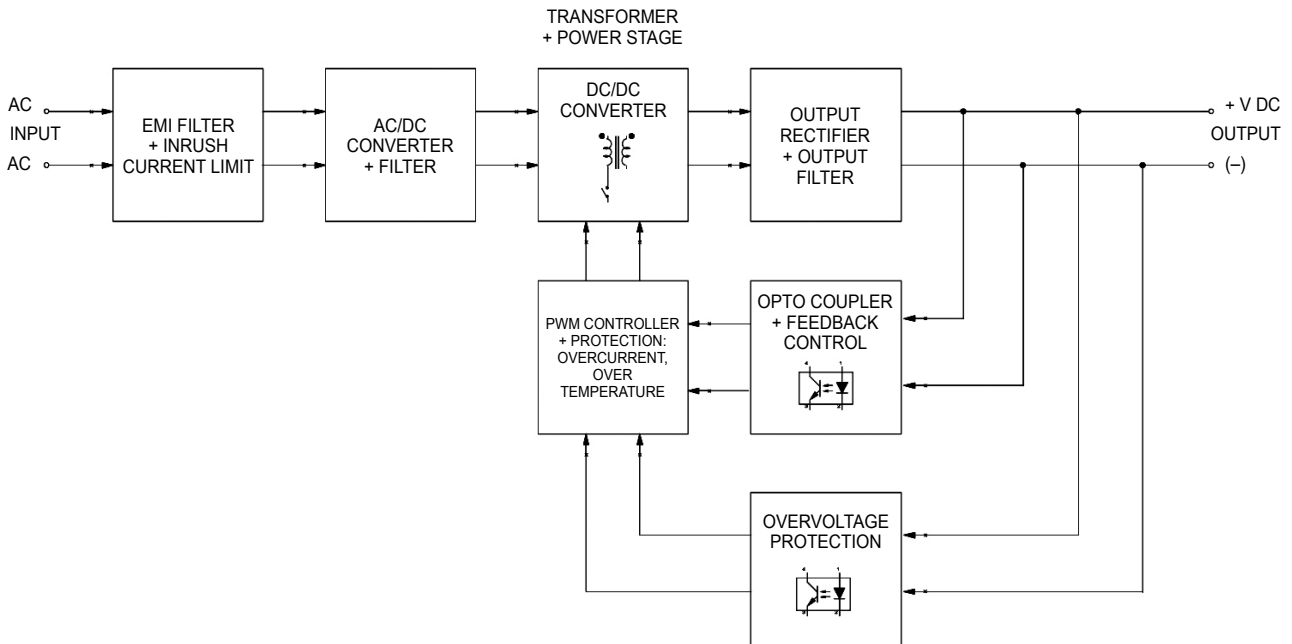 TRANSFORMER
+ POWER STAGE
AC
INPUT
AC
EMI FILTER
+ INRUSH
CURRENT LIMIT
AC/DC
CONVERTER
+ FILTER
DC/DC
CONVERTER
OUTPUT
RECTIFIER
+ OUTPUT
FILTER
+ V DC
OUTPUT
(–)
PWM CONTROLLER
+ PROTECTION:
OVERCURRENT,
OVER
TEMPERATURE
OPTO COUPLER
+ FEEDBACK
CONTROL
OVERVOLTAGE
PROTECTION